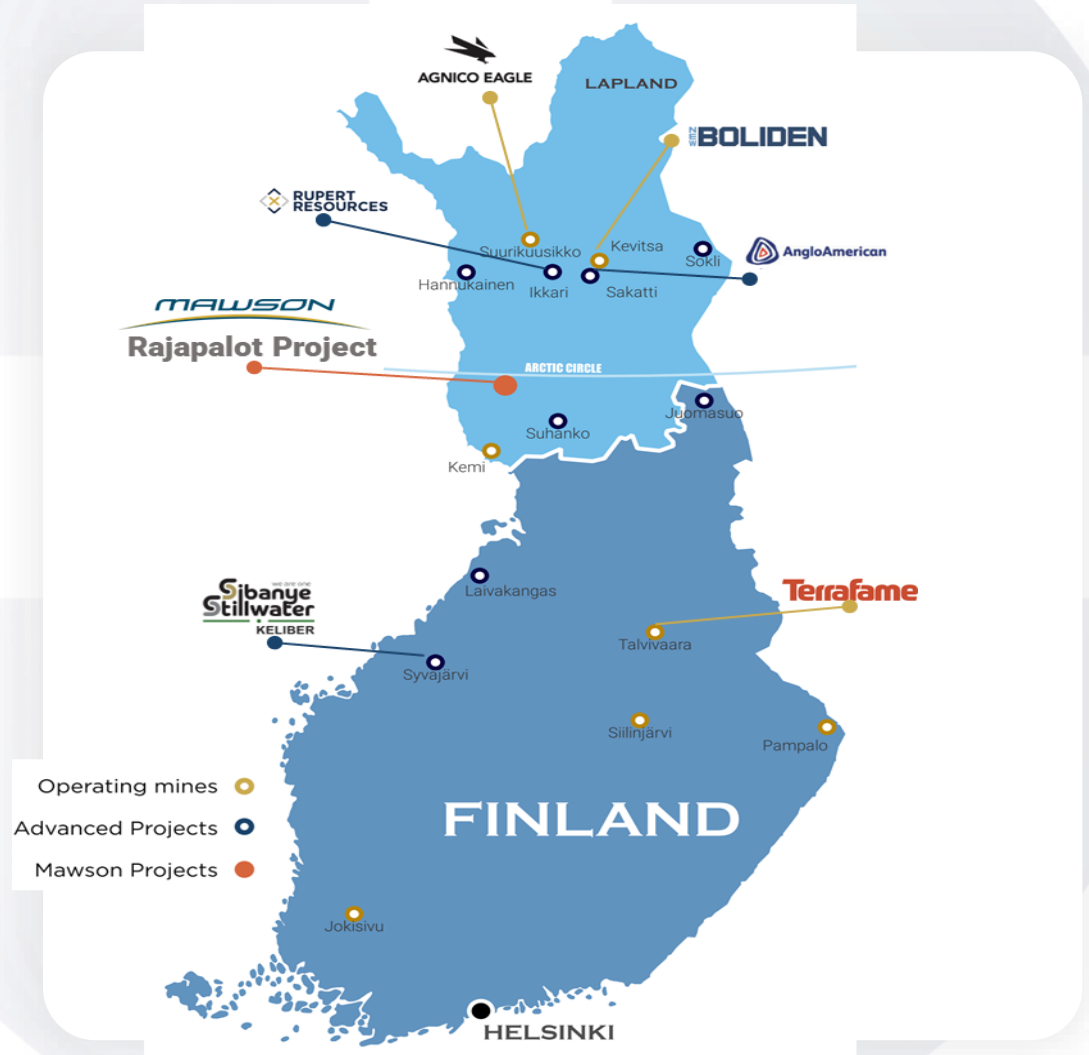 AGNICO EAGLE
LAPLAND
NEW BOLIDEN
RUPERT
RESOURCES
Suurikuusikko
Kevitsa
Sokli
AngloAmerican
Hannukainen
Ikkari
Sakatti
MAWSON
Rajapalot Project
ARCTIC CIRCLE
Juomasuo
Suhanko
Kemi
we are one
Sibanye
Stillwater
KELIBER
Laivakangas
Terrafame
Talvivaara
Syväjärvi
Siilinjärvi
Pampalo
Operating mines
Advanced Projects
Mawson Projects
FINLAND
Jokisivu
HELSINKI